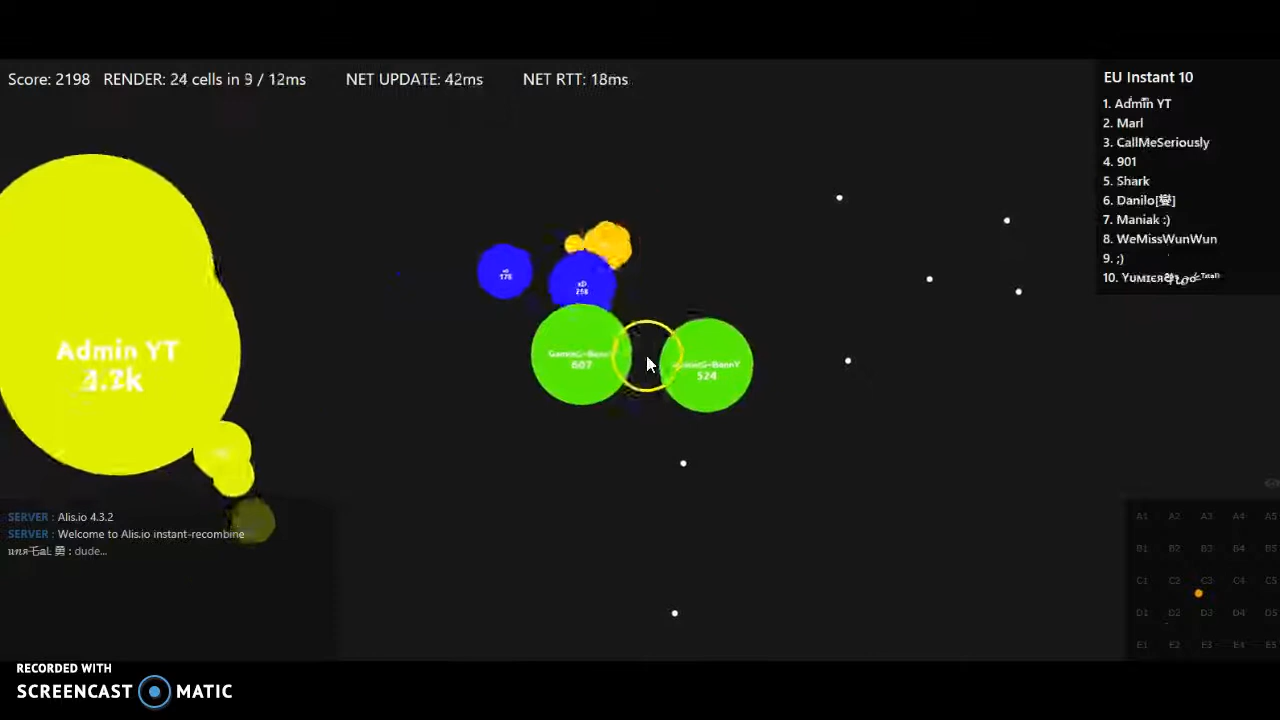 Score: 2198 RENDER: 24 cells in 9 / 12ms NET UPDATE: 42ms NET RTT: 18ms
EU Instant 10
1. Admin YT
2. Marl
3. CallMeSeriously
4. 901
5. Shark
6. Danilo[變]
7. Maniak :)
8. WeMissWunWun
9. ;)
10.
xD
258
607
524
Admin YT
SERVER : Alis.io 4.3.2
SERVER : Welcome to Alis.io instant-recombine
勇 : dude...
A1 A2 A3 A4 A5
B1 B2 B3 B4 B5
C1 C2 C3 C4 C5
D1 D2 D3 D4 D5
E1 E2 E3 E4 E5
RECORDED WITH
SCREENCAST MATIC